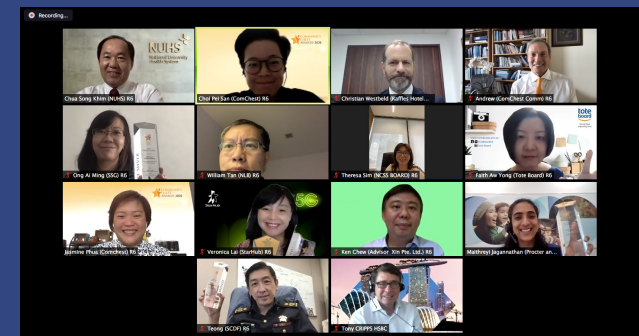 Recording...
NUHS
National University
Health System
Chua Song Khim (NUHS) R6
Choi Pei San (ComChest) R6
Christian Westbeld (Raffles Hotel...
Andrew (ComChest Comm) R6
tote
board
Ong Ai Ming (SSG) R6
William Tan (NLB) R6
Theresa Sim (NCSS BOARD) R6
Faith Aw Yong (Tote Board) R6
Jasmine Phua (Comchest) R6
StarHub
5G
Veronica Lai (StarHub) R6
Ken Chew (Advisor Xin Pte. Ltd.) R6
Maithreyi Jagannathan (Procter an...
Teong (SCDF) R6
Tony CRIPPS HSBC